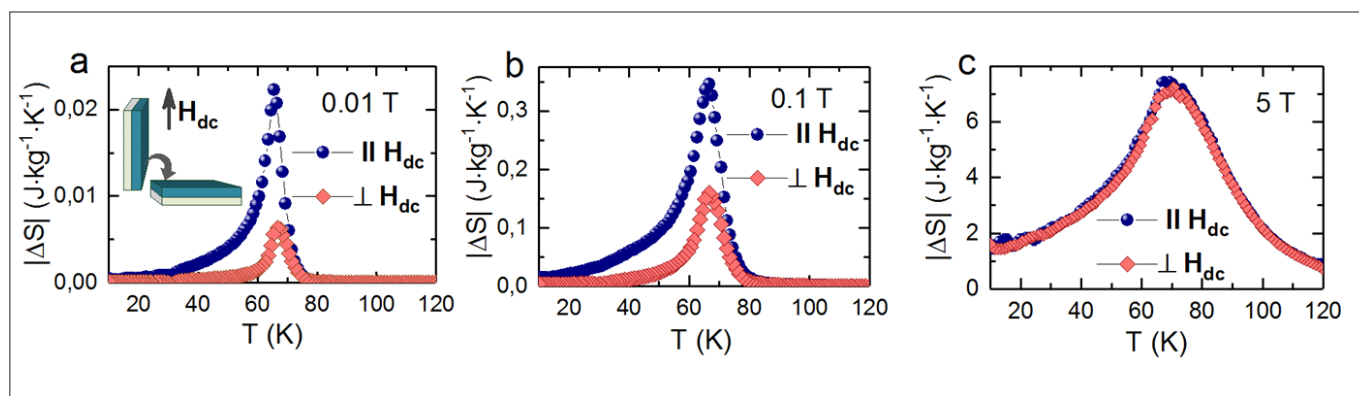 a
0.01 T
H_dc
|| H_dc
⊥ H_dc
|ΔS| (J·kg⁻¹·K⁻¹)
0,02
0,01
0,00
20 40 60 80 100 120
T (K)
b
0.1 T
|| H_dc
⊥ H_dc
|ΔS| (J·kg⁻¹·K⁻¹)
0,3
0,2
0,1
0,0
20 40 60 80 100 120
T (K)
c
5 T
|| H_dc
⊥ H_dc
|ΔS| (J·kg⁻¹·K⁻¹)
8
6
4
2
0
20 40 60 80 100 120
T (K)